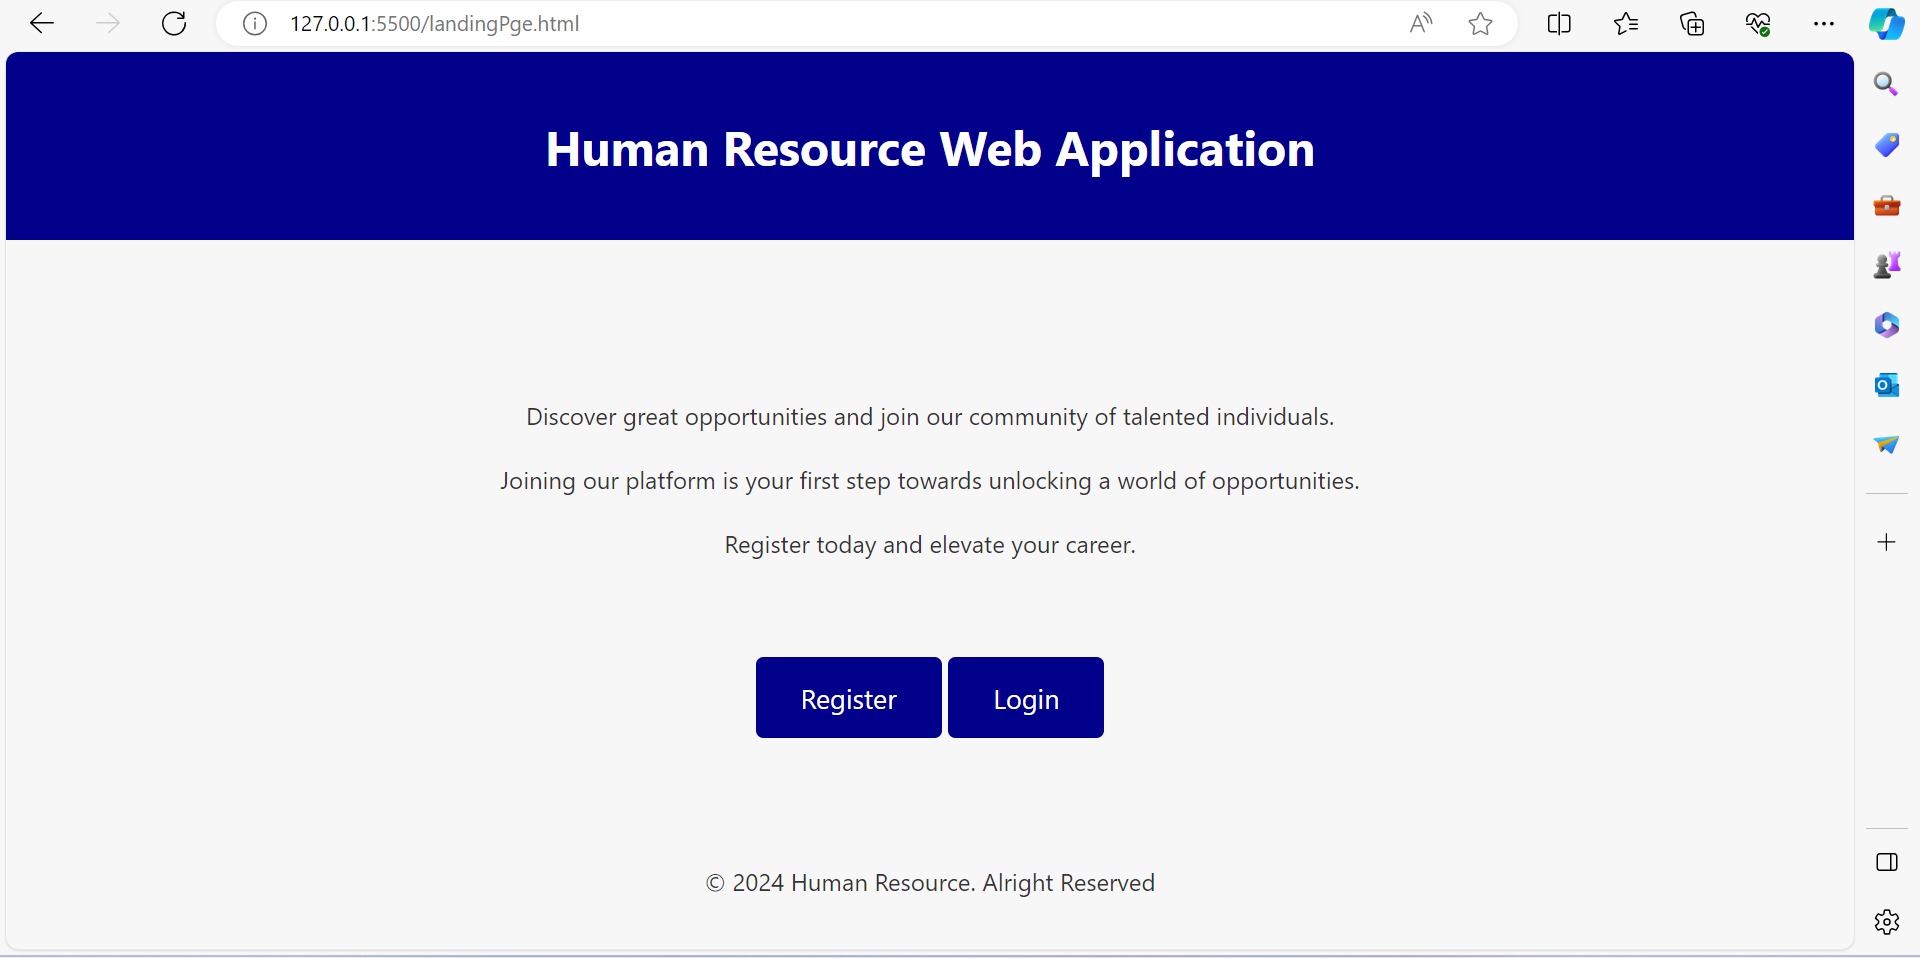 127.0.0.1:5500/landingPge.html
Human Resource Web Application
Discover great opportunities and join our community of talented individuals.
Joining our platform is your first step towards unlocking a world of opportunities.
Register today and elevate your career.
Register Login
© 2024 Human Resource. Alright Reserved